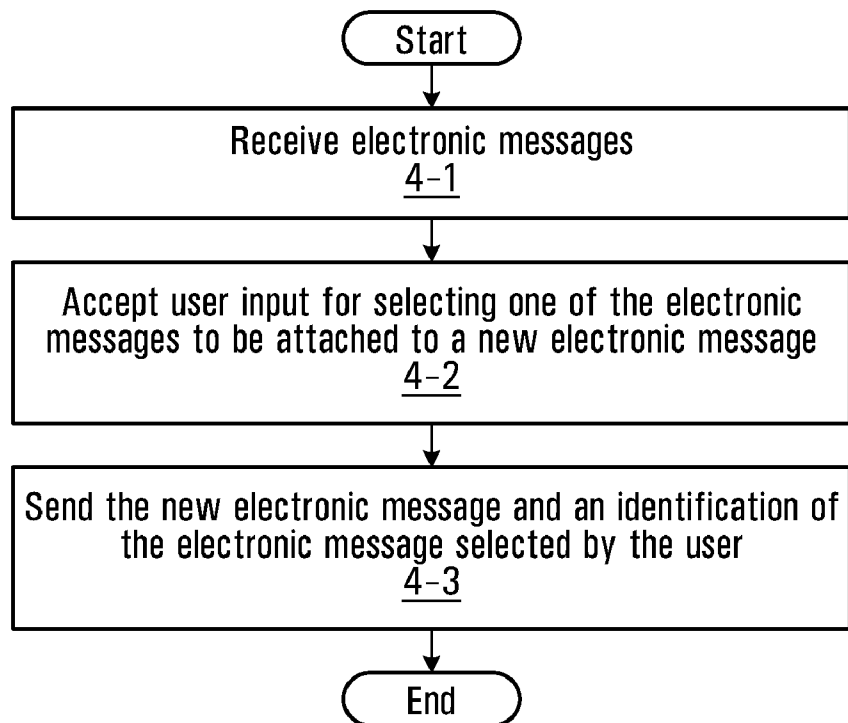 Start
Receive electronic messages
4-1
Accept user input for selecting one of the electronic
messages to be attached to a new electronic message
4-2
Send the new electronic message and an identification of
the electronic message selected by the user
4-3
End